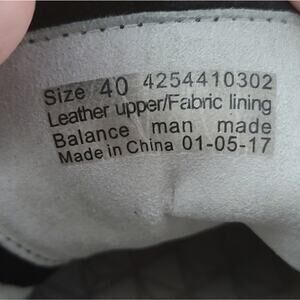 Size 40 4254410302
Leather upper/Fabric lining
Balance man made
Made in China 01-05-17